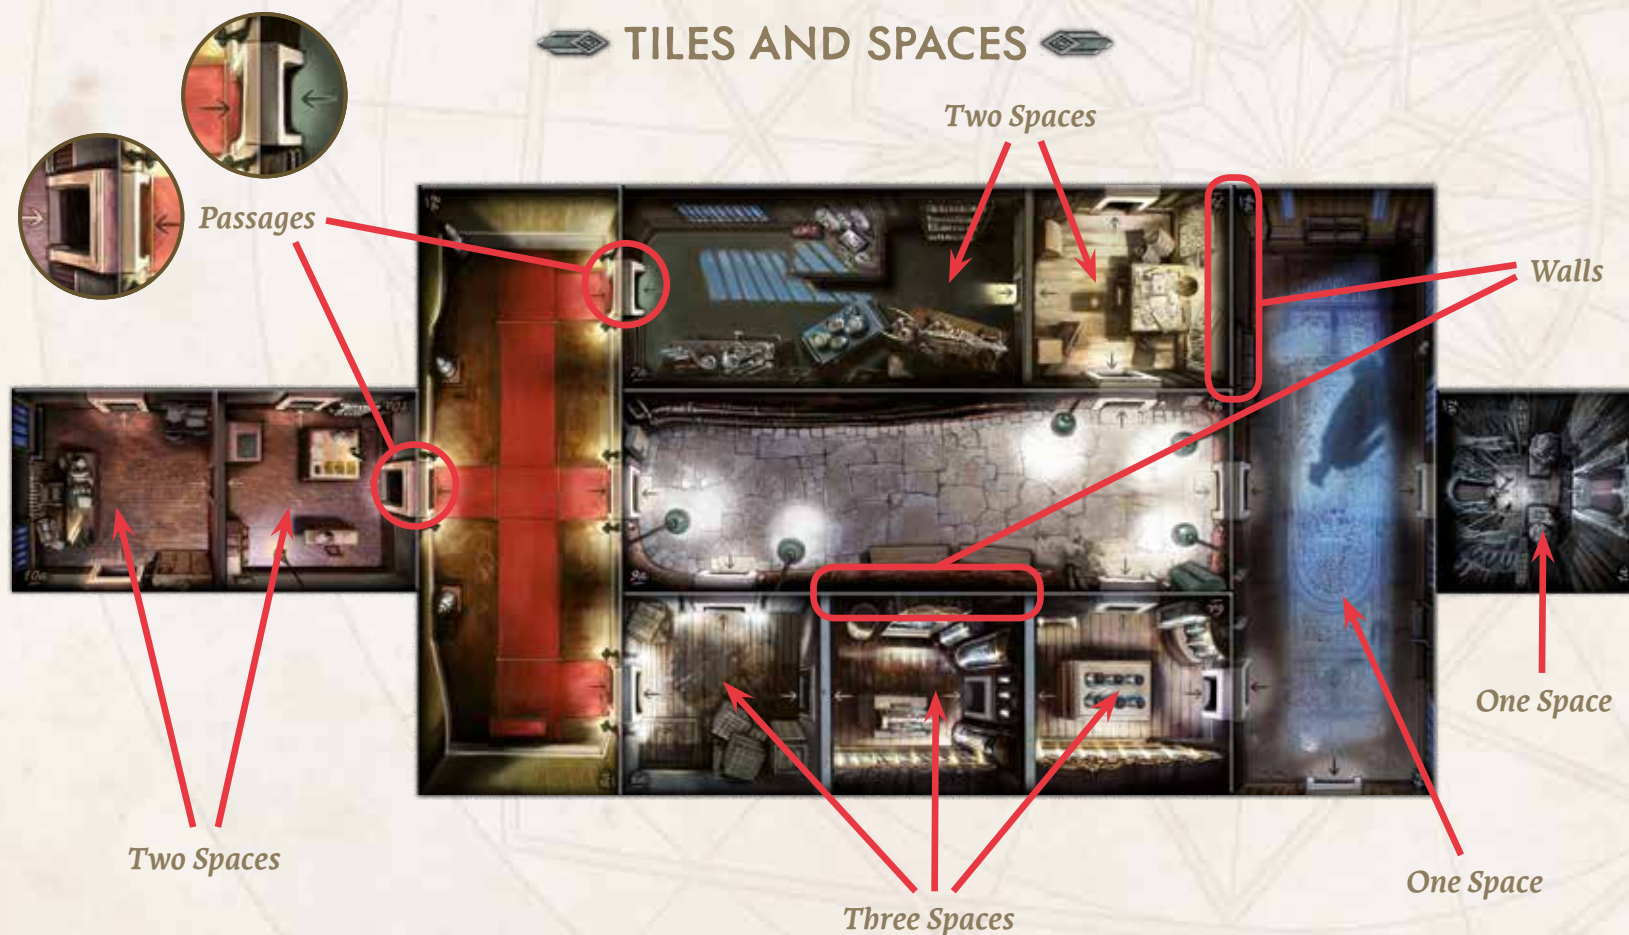 TILES AND SPACES
Two Spaces
Passages
Walls
One Space
Two Spaces
One Space
Three Spaces